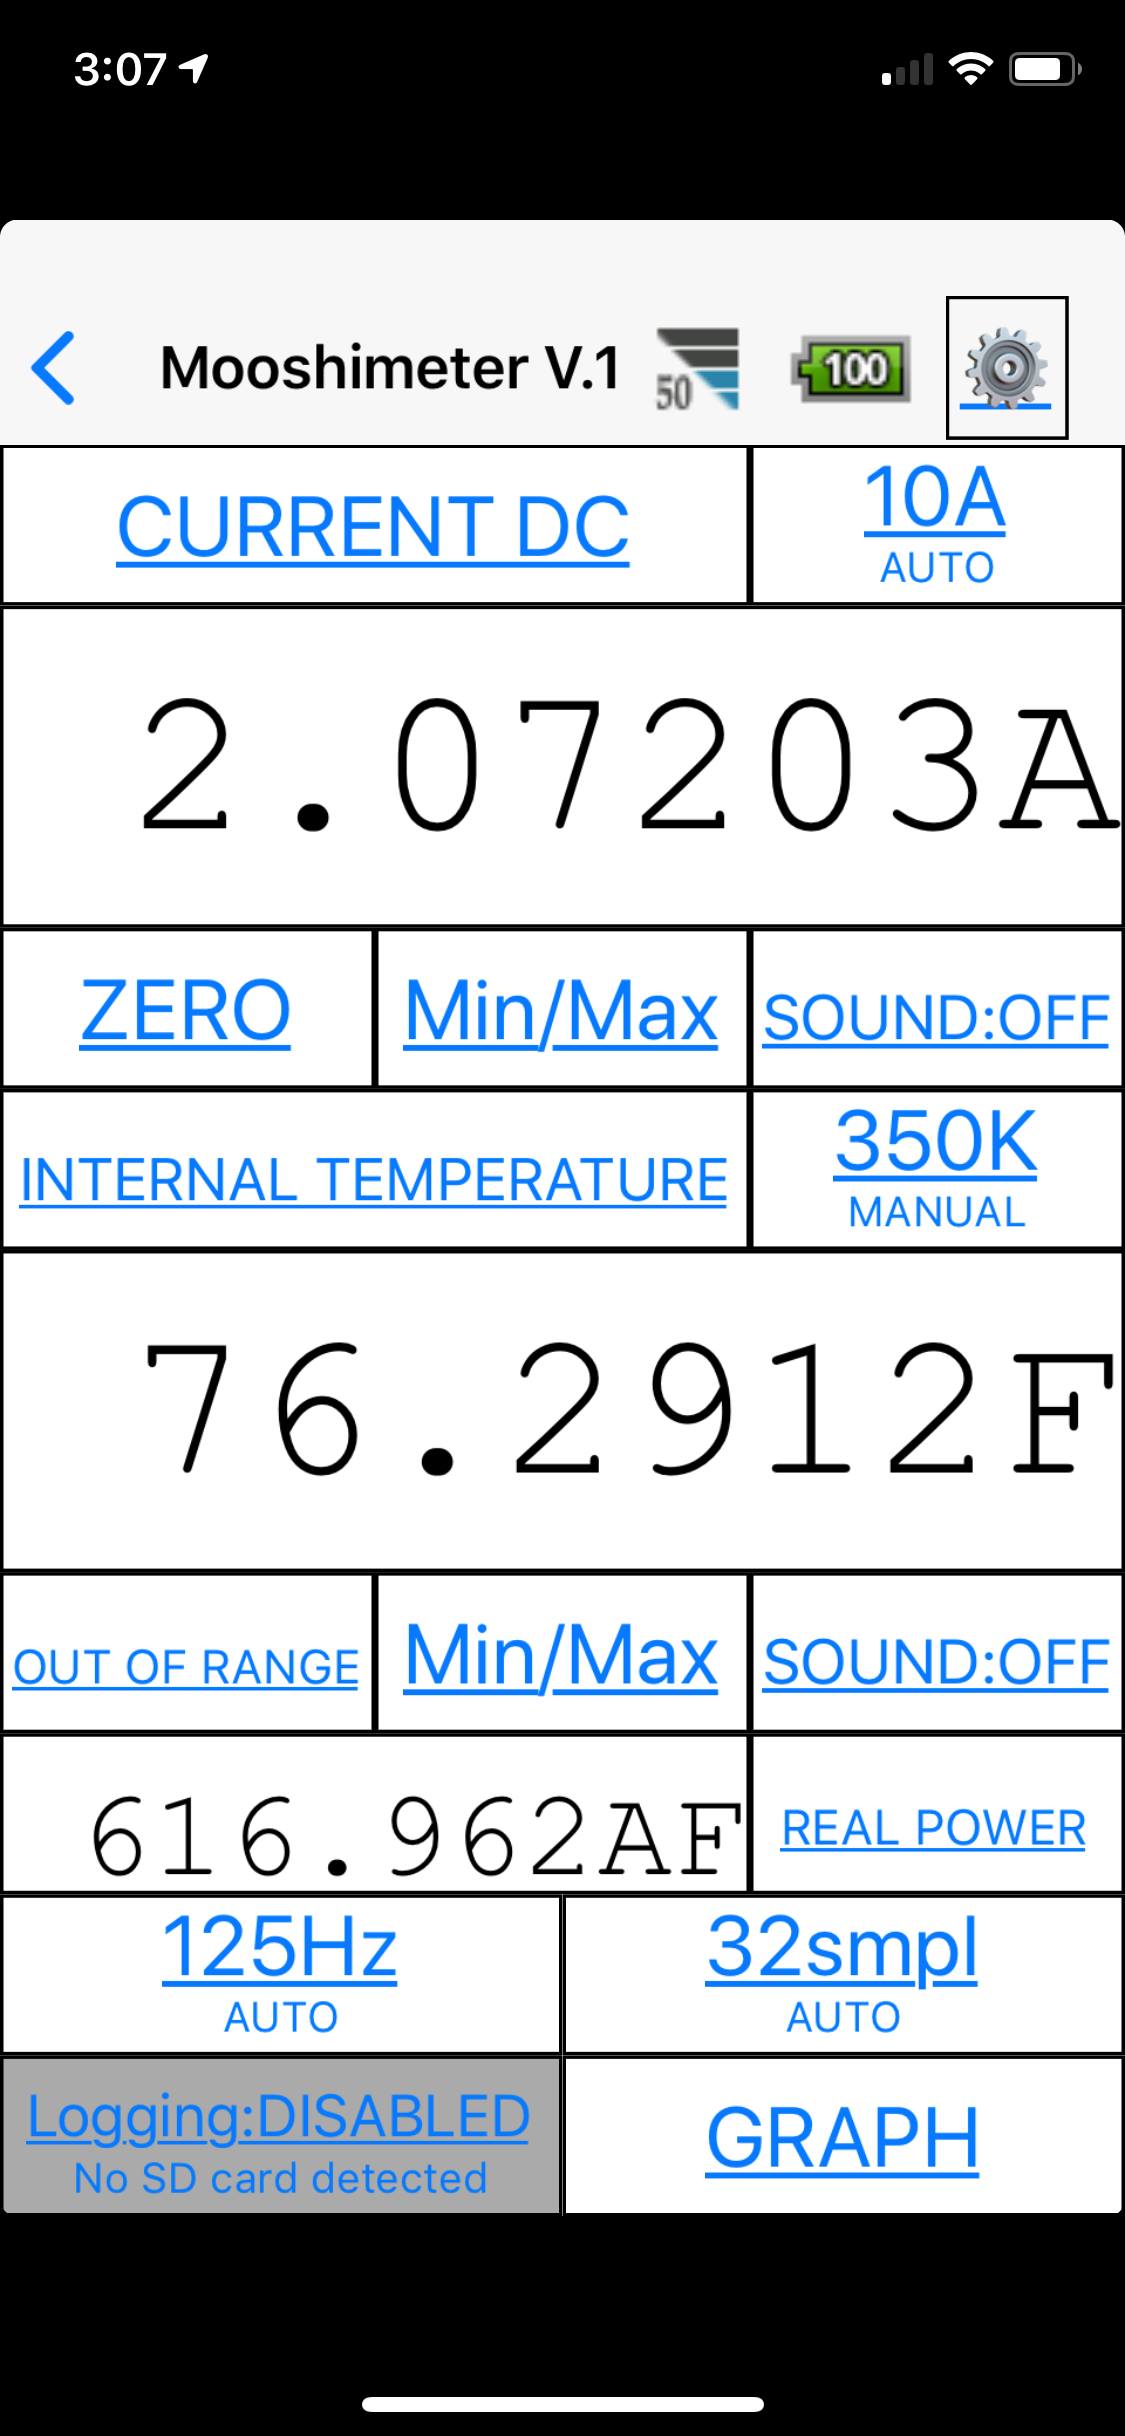 3:07
Mooshimeter V.1
50
100
CURRENT DC
10A
AUTO
2.07203A
ZERO
Min/Max
SOUND:OFF
INTERNAL TEMPERATURE
350K
MANUAL
76.2912F
OUT OF RANGE
Min/Max
SOUND:OFF
616.962AF
REAL POWER
125Hz
AUTO
32smpl
AUTO
Logging:DISABLED
No SD card detected
GRAPH